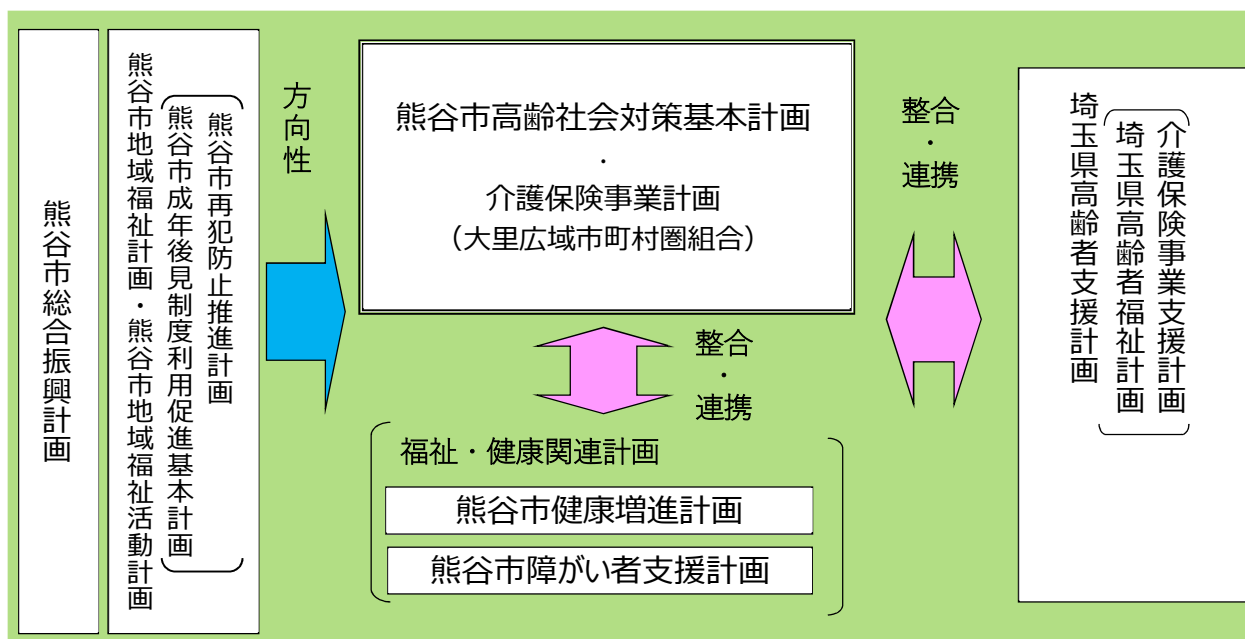 熊谷市総合振興計画
熊谷市地域福祉計画・熊谷市地域福祉活動計画
熊谷市成年後見制度利用促進基本計画
熊谷市再犯防止推進計画
方向性
熊谷市高齢社会対策基本計画
・
介護保険事業計画
（大里広域市町村圏組合）
整合
・
連携
整合
・
連携
福祉・健康関連計画
熊谷市健康増進計画
熊谷市障がい者支援計画
埼玉県高齢者支援計画
埼玉県高齢者福祉計画
介護保険事業支援計画